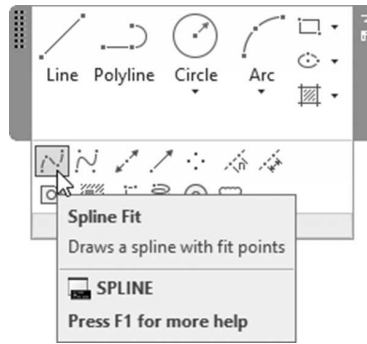 Line Polyline Circle Arc
Spline Fit
Draws a spline with fit points
SPLINE
Press F1 for more help